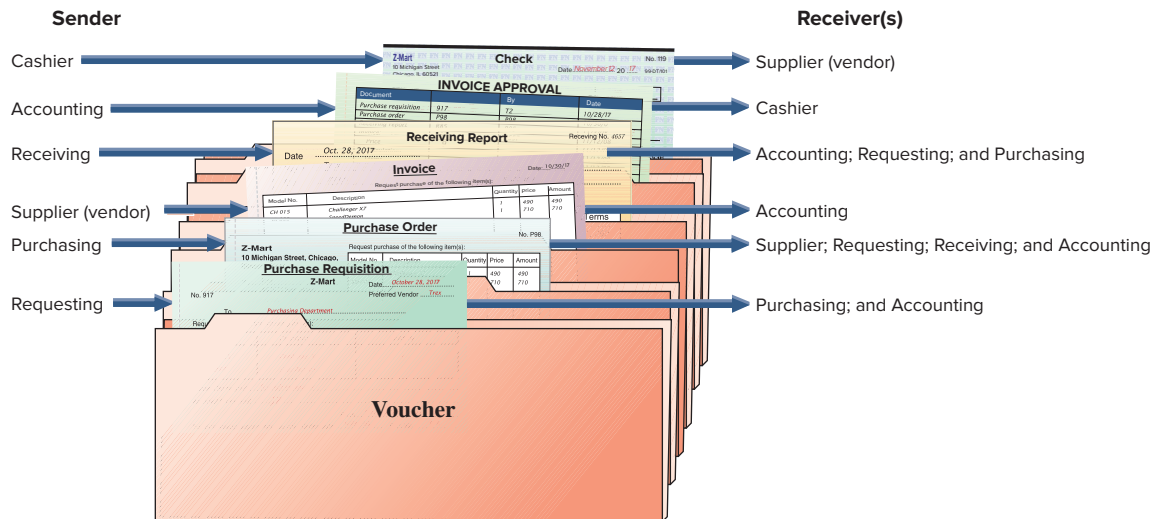 Sender
Receiver(s)
Cashier
Z-Mart
10 Michigan Street
Chicago, IL 60521
Check
No. 119
Date November 12 20 17
Supplier (vendor)
Accounting
INVOICE APPROVAL
Document By Date
Purchase requisition 917 TZ 10/28/17
Purchase order P98
Cashier
Receiving
Receiving Report
Receiving No. 4657
Date Oct. 28, 2017
Accounting; Requesting; and Purchasing
Invoice
Date: 10/30/17
Request purchase of the following item(s):
Model No. Description Quantity price Amount
CH 015 Challenger X7 1 490 490
1 710 710
Terms
Supplier (vendor)
Accounting
Purchasing
Purchase Order
No. P98
Z-Mart
10 Michigan Street, Chicago,
Request purchase of the following item(s):
Model No. Description Quantity Price Amount
490 490
710 710
Supplier; Requesting; Receiving; and Accounting
Requesting
Purchase Requisition
Z-Mart
No. 917
Date October 28, 2017
Preferred Vendor Trex
To Purchasing Department
Purchasing; and Accounting
Voucher